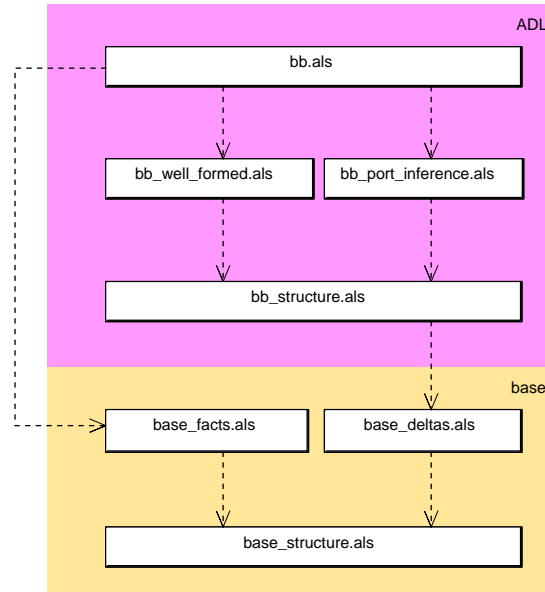 ADL
bb.als
bb_well_formed.als
bb_port_inference.als
bb_structure.als
base
base_facts.als
base_deltas.als
base_structure.als